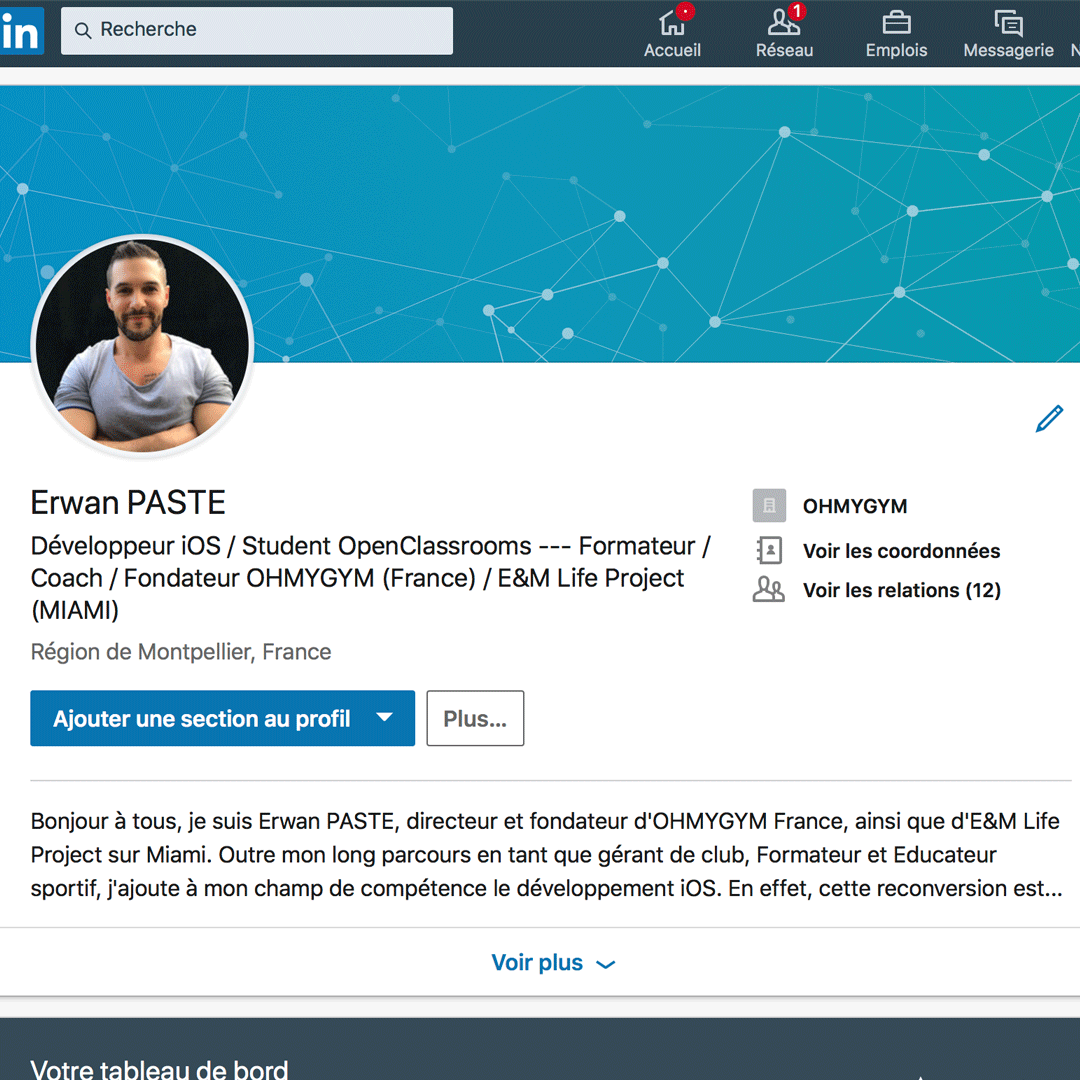 in
Recherche
Accueil
1
Réseau
Emplois
Messagerie
Erwan PASTE
Développeur iOS / Student OpenClassrooms --- Formateur /
Coach / Fondateur OHMYGYM (France) / E&M Life Project
(MIAMI)
Région de Montpellier, France
OHMYGYM
Voir les coordonnées
Voir les relations (12)
Ajouter une section au profil
Plus...
Bonjour à tous, je suis Erwan PASTE, directeur et fondateur d'OHMYGYM France, ainsi que d'E&M Life
Project sur Miami. Outre mon long parcours en tant que gérant de club, Formateur et Educateur
sportif, j'ajoute à mon champ de compétence le développement iOS. En effet, cette reconversion est...
Voir plus
Votre tableau de bord